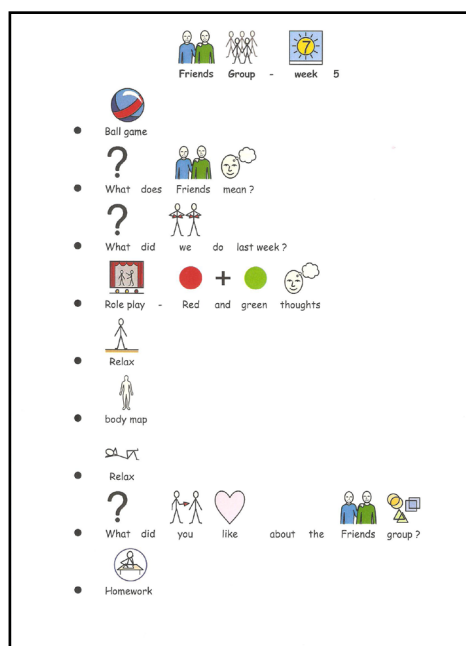 7
Friends Group - week 5
• Ball game
?
• What does Friends mean ?
?
• What did we do last week ?
+
• Role play - Red and green thoughts
• Relax
• body map
• Relax
?
• What did you like about the Friends group ?
• Homework